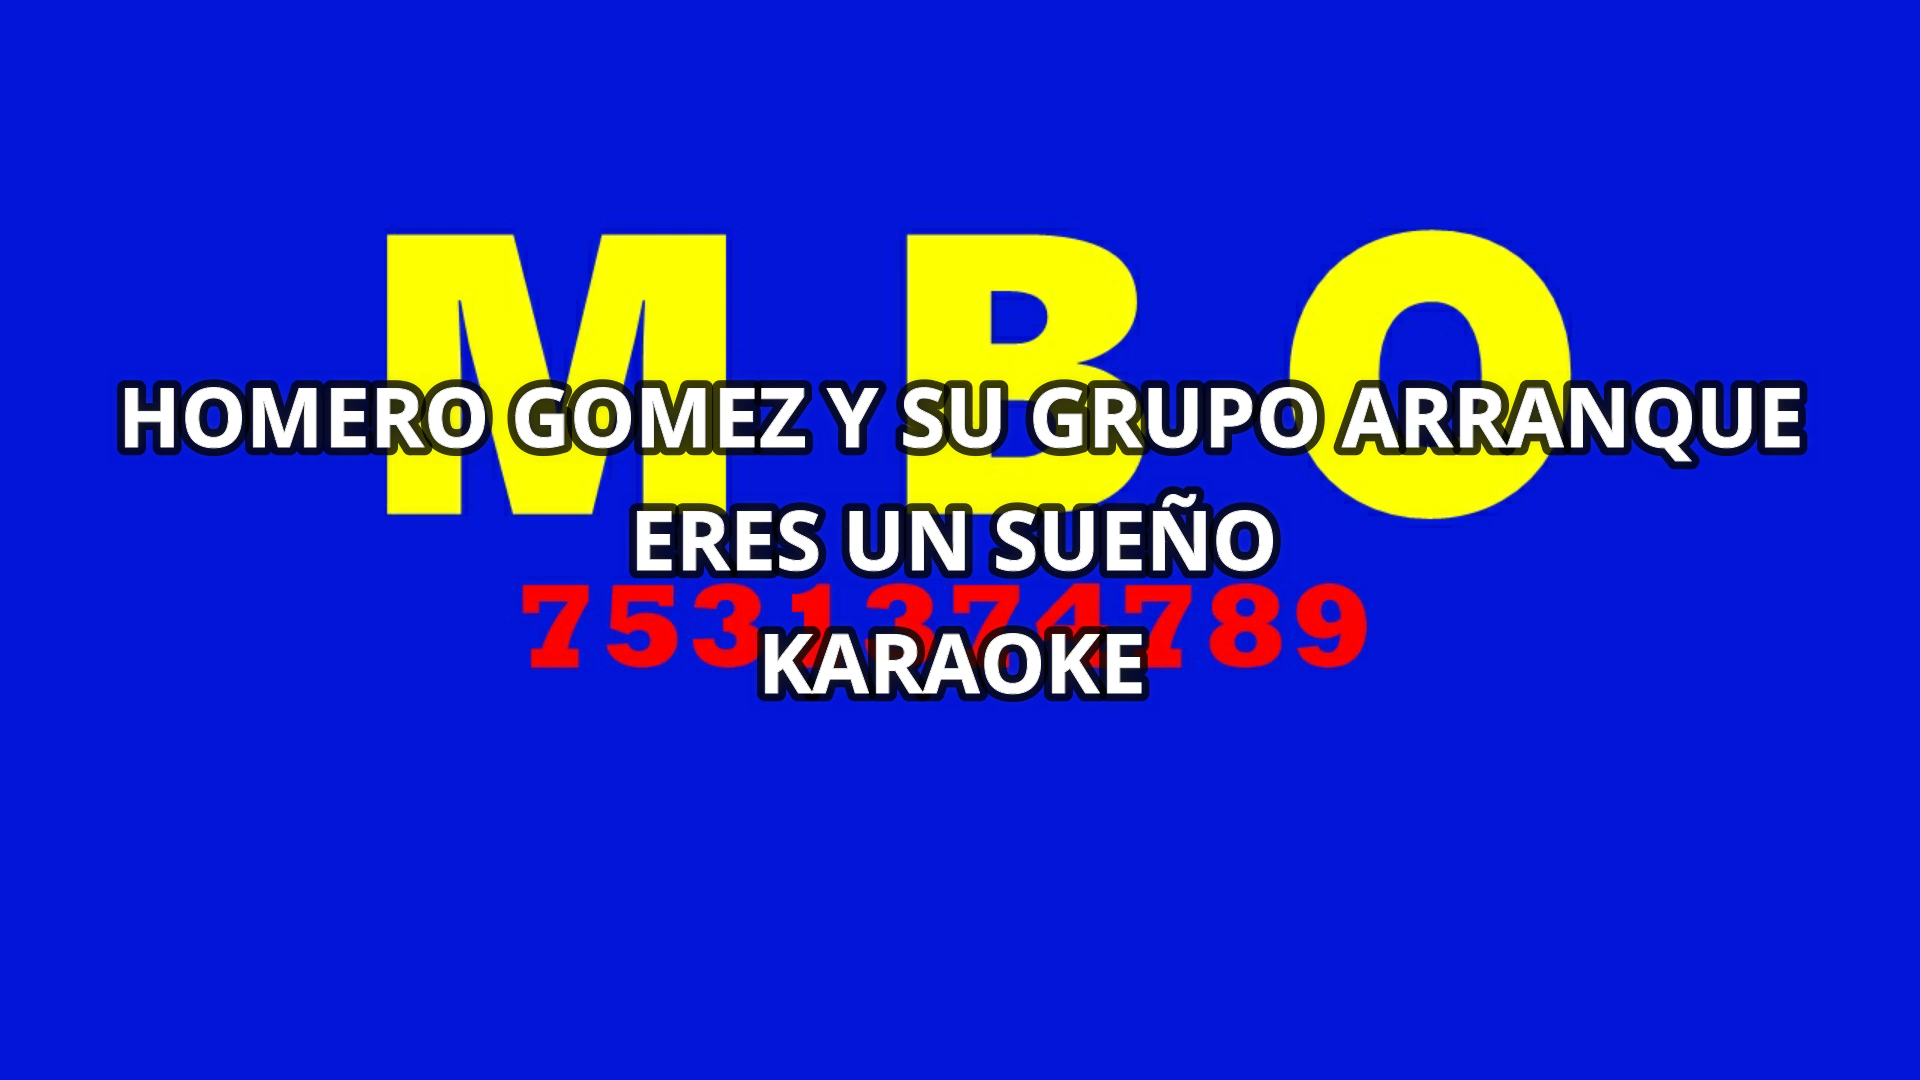 M B O
HOMERO GOMEZ Y SU GRUPO ARRANQUE
ERES UN SUEÑO
7531374789
KARAOKE